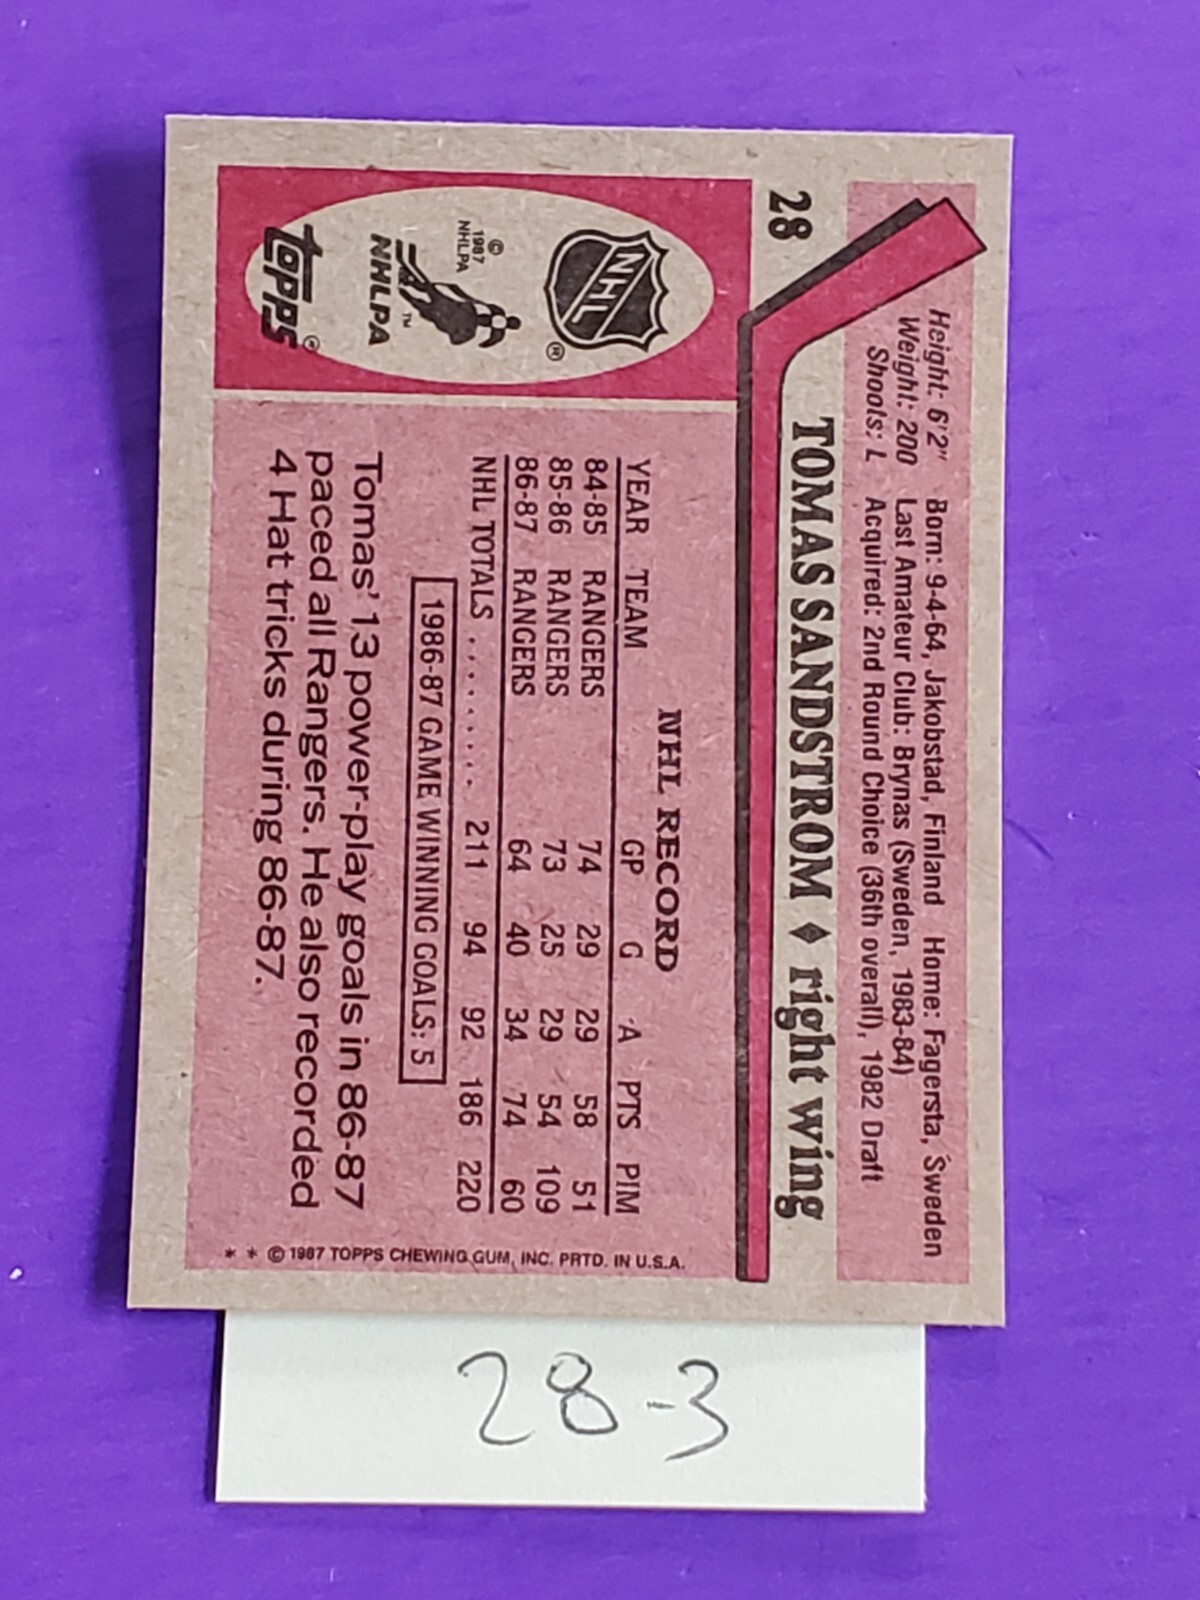 28
Height: 6'2" Born: 9-4-64, Jakobstad, Finland Home: Fagersta, Sweden
Weight: 200 Last Amateur Club: Brynas (Sweden, 1983-84)
Shoots: L Acquired: 2nd Round Choice (36th overall), 1982 Draft
TOMAS SANDSTROM ♦ right wing
NHL
®
© 1987 NHLPA
NHLPA
™
topps
®
NHL RECORD
YEAR TEAM GP G A PTS PIM
84-85 RANGERS 74 29 29 58 51
85-86 RANGERS 73 25 29 54 109
86-87 RANGERS 64 40 34 74 60
NHL TOTALS ........ 211 94 92 186 220
1986-87 GAME WINNING GOALS: 5
Tomas' 13 power-play goals in 86-87
paced all Rangers. He also recorded
4 Hat tricks during 86-87.
* * © 1987 TOPPS CHEWING GUM, INC. PRTD. IN U.S.A.
28-3